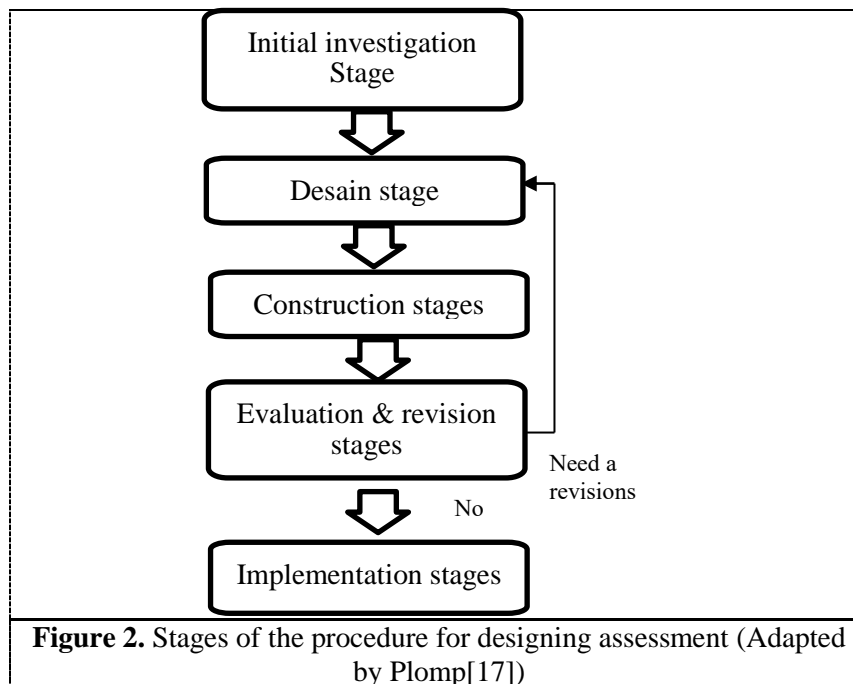 Initial investigation
Stage
Desain stage
Construction stages
Evaluation & revision
stages
Need a
revisions
No
Implementation stages
Figure 2. Stages of the procedure for designing assessment (Adapted
by Plomp[17])